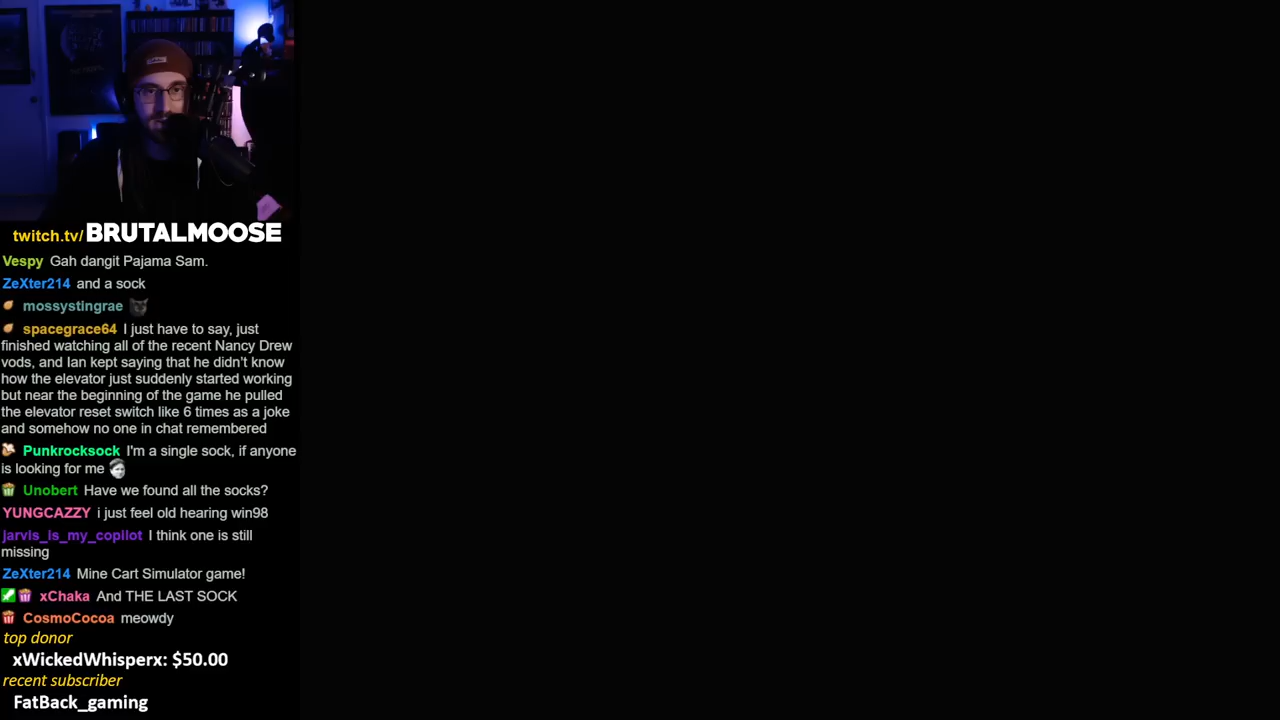 twitch.tv/BRUTALMOOSE
Vespy Gah dangit Pajama Sam.
ZeXter214 and a sock
mossystingrae
spacegrace64 I just have to say, just
finished watching all of the recent Nancy Drew
vods, and Ian kept saying that he didn't know
how the elevator just suddenly started working
but near the beginning of the game he pulled
the elevator reset switch like 6 times as a joke
and somehow no one in chat remembered
Punkrocksock I'm a single sock, if anyone
is looking for me
Unobert Have we found all the socks?
YUNGCAZZY i just feel old hearing win98
jarvis_is_my_copilot I think one is still
missing
ZeXter214 Mine Cart Simulator game!
xChaka And THE LAST SOCK
CosmoCocoa meowdy
top donor
xWickedWhisperx: $50.00
recent subscriber
FatBack_gaming